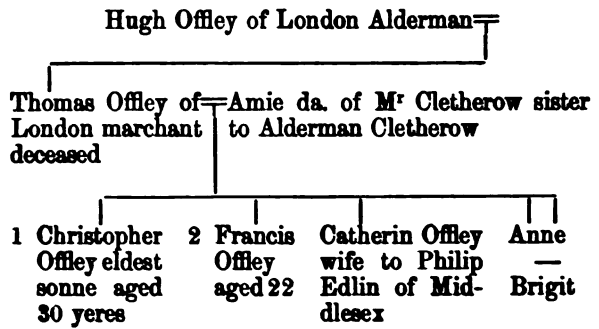 Hugh Offley of London Alderman
Thomas Offley of
London marchant
deceased
Amie da. of Mʳ Cletherow sister
to Alderman Cletherow
1 Christopher
Offley eldest
sonne aged
30 yeres
2 Francis
Offley
aged 22
Catherin Offley
wife to Philip
Edlin of Mid-
dlesex
Anne
—
Brigit